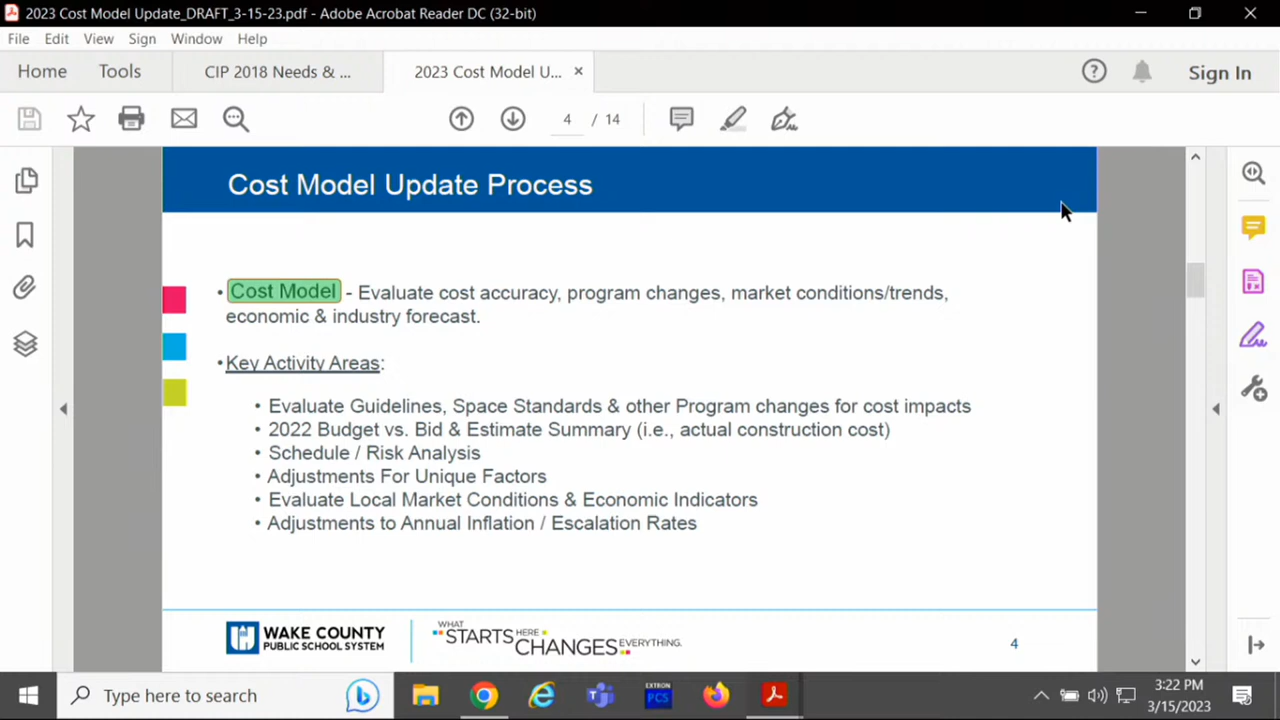 2023 Cost Model Update_DRAFT_3-15-23.pdf - Adobe Acrobat Reader DC (32-bit)
File Edit View Sign Window Help
Home Tools CIP 2018 Needs & ... 2023 Cost Model U... × Sign In
4 / 14
Cost Model Update Process
• Cost Model - Evaluate cost accuracy, program changes, market conditions/trends,
economic & industry forecast.
•Key Activity Areas:
• Evaluate Guidelines, Space Standards & other Program changes for cost impacts
• 2022 Budget vs. Bid & Estimate Summary (i.e., actual construction cost)
• Schedule / Risk Analysis
• Adjustments For Unique Factors
• Evaluate Local Market Conditions & Economic Indicators
• Adjustments to Annual Inflation / Escalation Rates
WAKE COUNTY
PUBLIC SCHOOL SYSTEM
WHAT
STARTS HERE
CHANGES EVERYTHING.
4
Type here to search
EXTRON
PCS
3:22 PM
3/15/2023